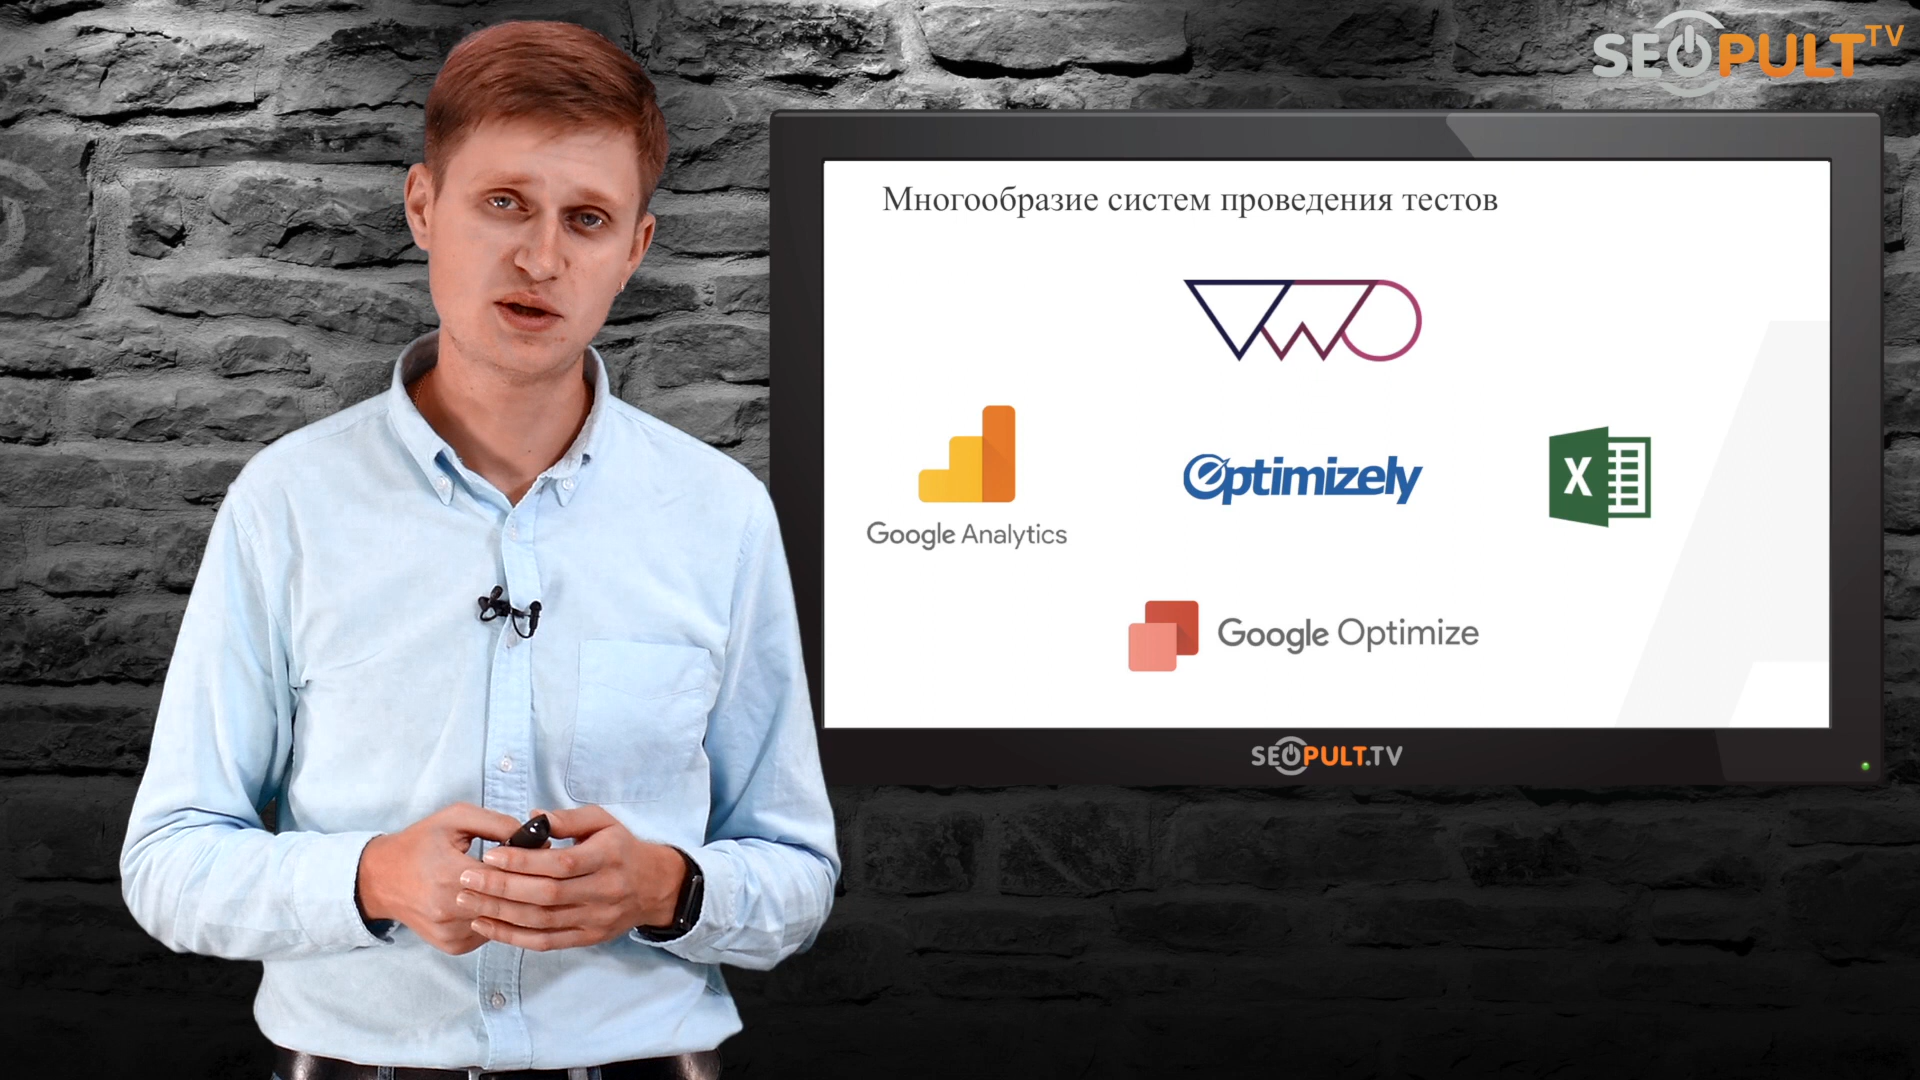 SEOPULT TV
Многообразие систем проведения тестов
VWO
Google Analytics
Optimizely
X
Google Optimize
SEOPULT.TV